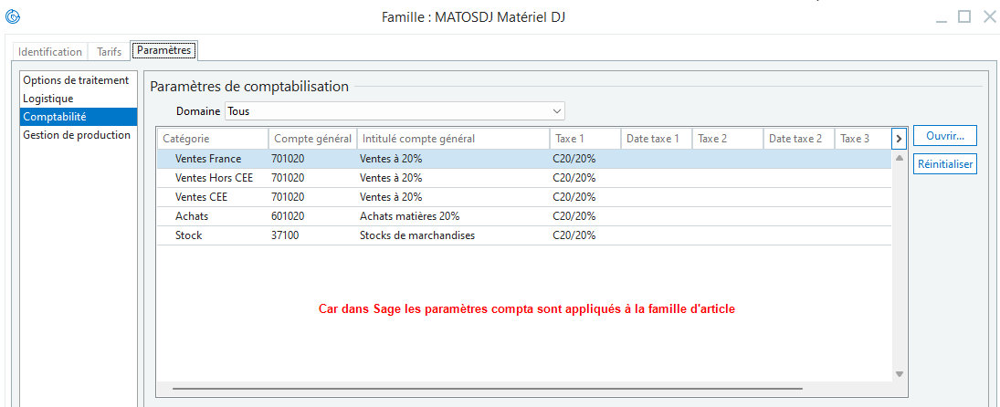 Famille : MATOSDJ Matériel DJ
Identification Tarifs Paramètres
Options de traitement
Logistique
Comptabilité
Gestion de production
Paramètres de comptabilisation
Domaine Tous
Catégorie Compte général Intitulé compte général Taxe 1 Date taxe 1 Taxe 2 Date taxe 2 Taxe 3
Ventes France 701020 Ventes à 20% C20/20%
Ventes Hors CEE 701020 Ventes à 20% C20/20%
Ventes CEE 701020 Ventes à 20% C20/20%
Achats 601020 Achats matières 20% C20/20%
Stock 37100 Stocks de marchandises C20/20%
Ouvrir...
Réinitialiser
Car dans Sage les paramètres compta sont appliqués à la famille d'article